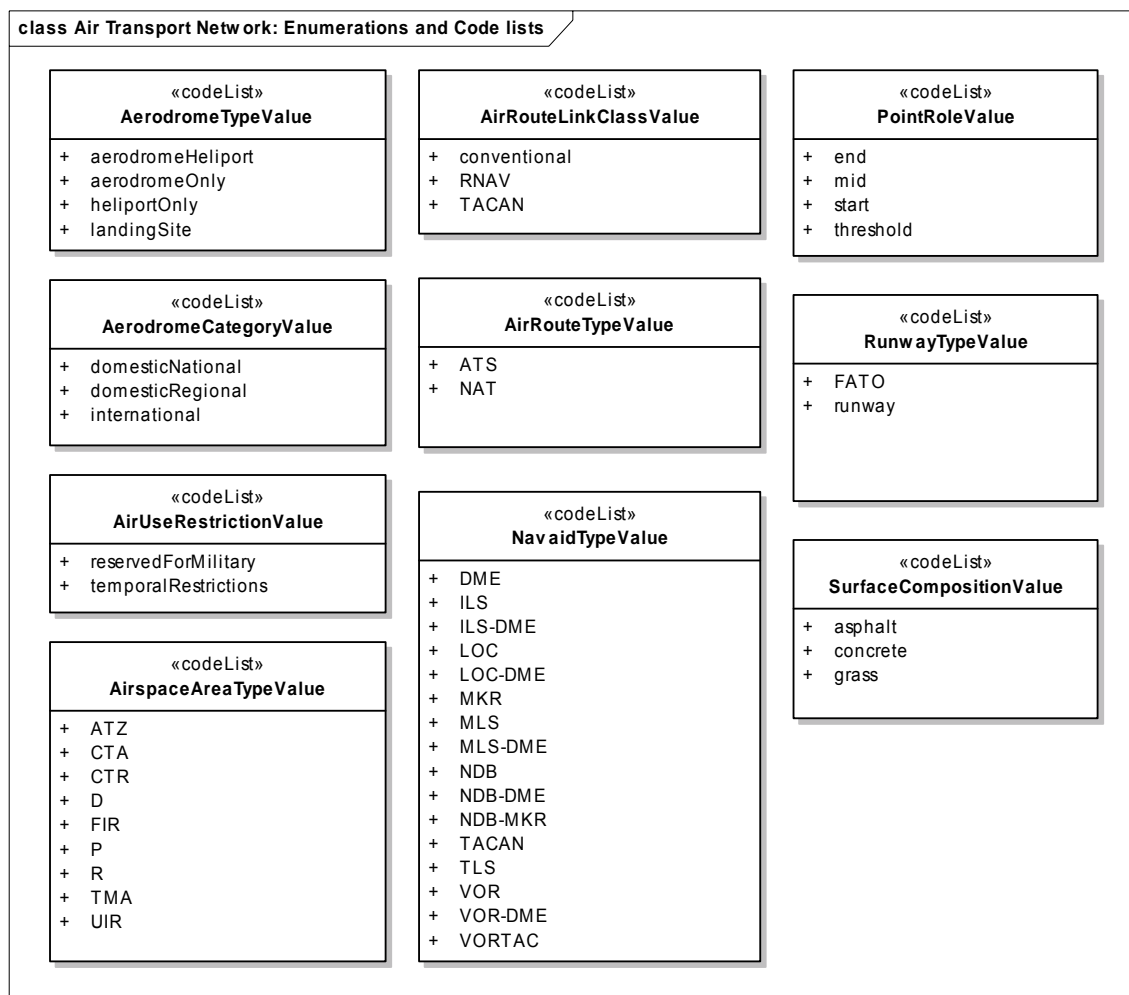 class Air Transport Network: Enumerations and Code lists
«codeList»
AerodromeTypeValue
+ aerodromeHeliport
+ aerodromeOnly
+ heliportOnly
+ landingSite
«codeList»
AerodromeCategoryValue
+ domesticNational
+ domesticRegional
+ international
«codeList»
AirUseRestrictionValue
+ reservedForMilitary
+ temporalRestrictions
«codeList»
AirspaceAreaTypeValue
+ ATZ
+ CTA
+ CTR
+ D
+ FIR
+ P
+ R
+ TMA
+ UIR
«codeList»
AirRouteLinkClassValue
+ conventional
+ RNAV
+ TACAN
«codeList»
AirRouteTypeValue
+ ATS
+ NAT
«codeList»
NavaidTypeValue
+ DME
+ ILS
+ ILS-DME
+ LOC
+ LOC-DME
+ MKR
+ MLS
+ MLS-DME
+ NDB
+ NDB-DME
+ NDB-MKR
+ TACAN
+ TLS
+ VOR
+ VOR-DME
+ VORTAC
«codeList»
PointRoleValue
+ end
+ mid
+ start
+ threshold
«codeList»
RunwayTypeValue
+ FATO
+ runway
«codeList»
SurfaceCompositionValue
+ asphalt
+ concrete
+ grass